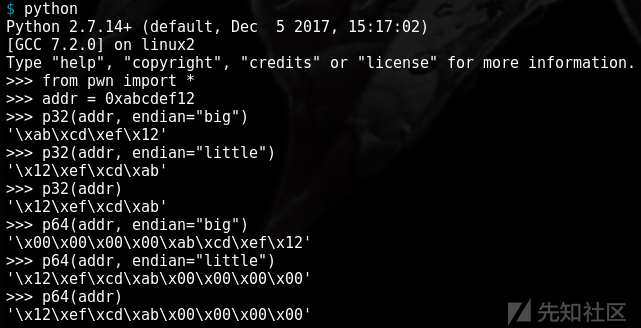 $ python
Python 2.7.14+ (default, Dec  5 2017, 15:17:02)
[GCC 7.2.0] on linux2
Type "help", "copyright", "credits" or "license" for more information.
>>> from pwn import *
>>> addr = 0xabcdef12
>>> p32(addr, endian="big")
'\xab\xcd\xef\x12'
>>> p32(addr, endian="little")
'\x12\xef\xcd\xab'
>>> p32(addr)
'\x12\xef\xcd\xab'
>>> p64(addr, endian="big")
'\x00\x00\x00\x00\xab\xcd\xef\x12'
>>> p64(addr, endian="little")
'\x12\xef\xcd\xab\x00\x00\x00\x00'
>>> p64(addr)
'\x12\xef\xcd\xab\x00\x00\x00\x00'
先知社区